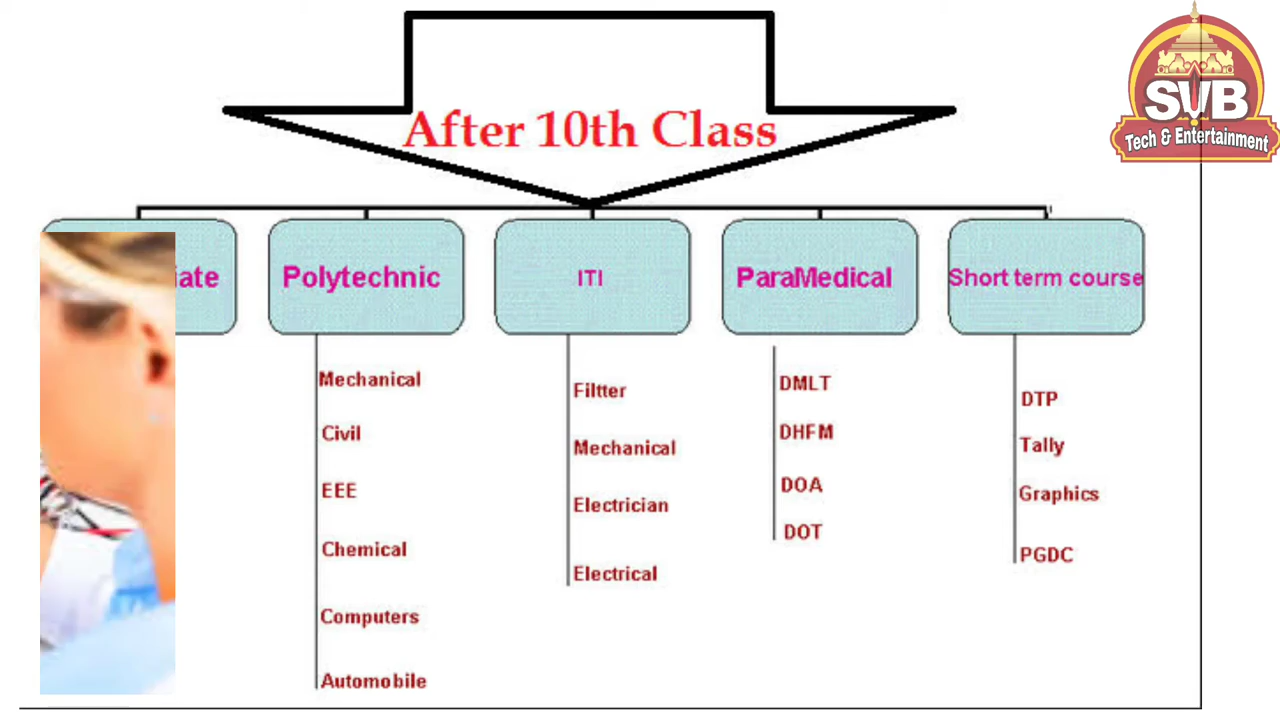 After 10th Class
SVB
Tech & Entertainment
iate
Polytechnic
ITI
ParaMedical
Short term course
Mechanical
Civil
EEE
Chemical
Computers
Automobile
Filtter
Mechanical
Electrician
Electrical
DMLT
DHFM
DOA
DOT
DTP
Tally
Graphics
PGDC